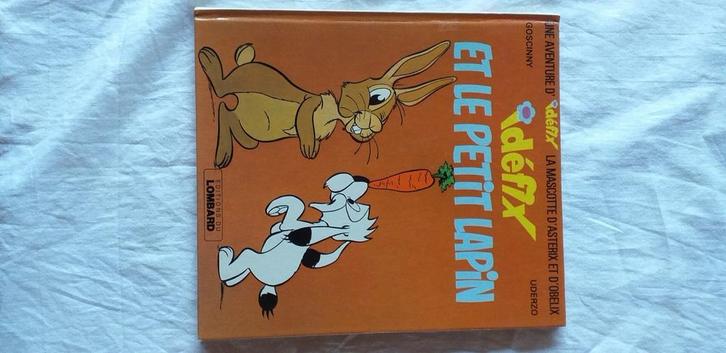 UNE AVENTURE D' idéfix LA MASCOTTE D'ASTERIX ET D'OBELIX
GOSCINNY
UDERZO
idéfix
ET LE PETIT LAPIN
EDITIONS DU
LOMBARD